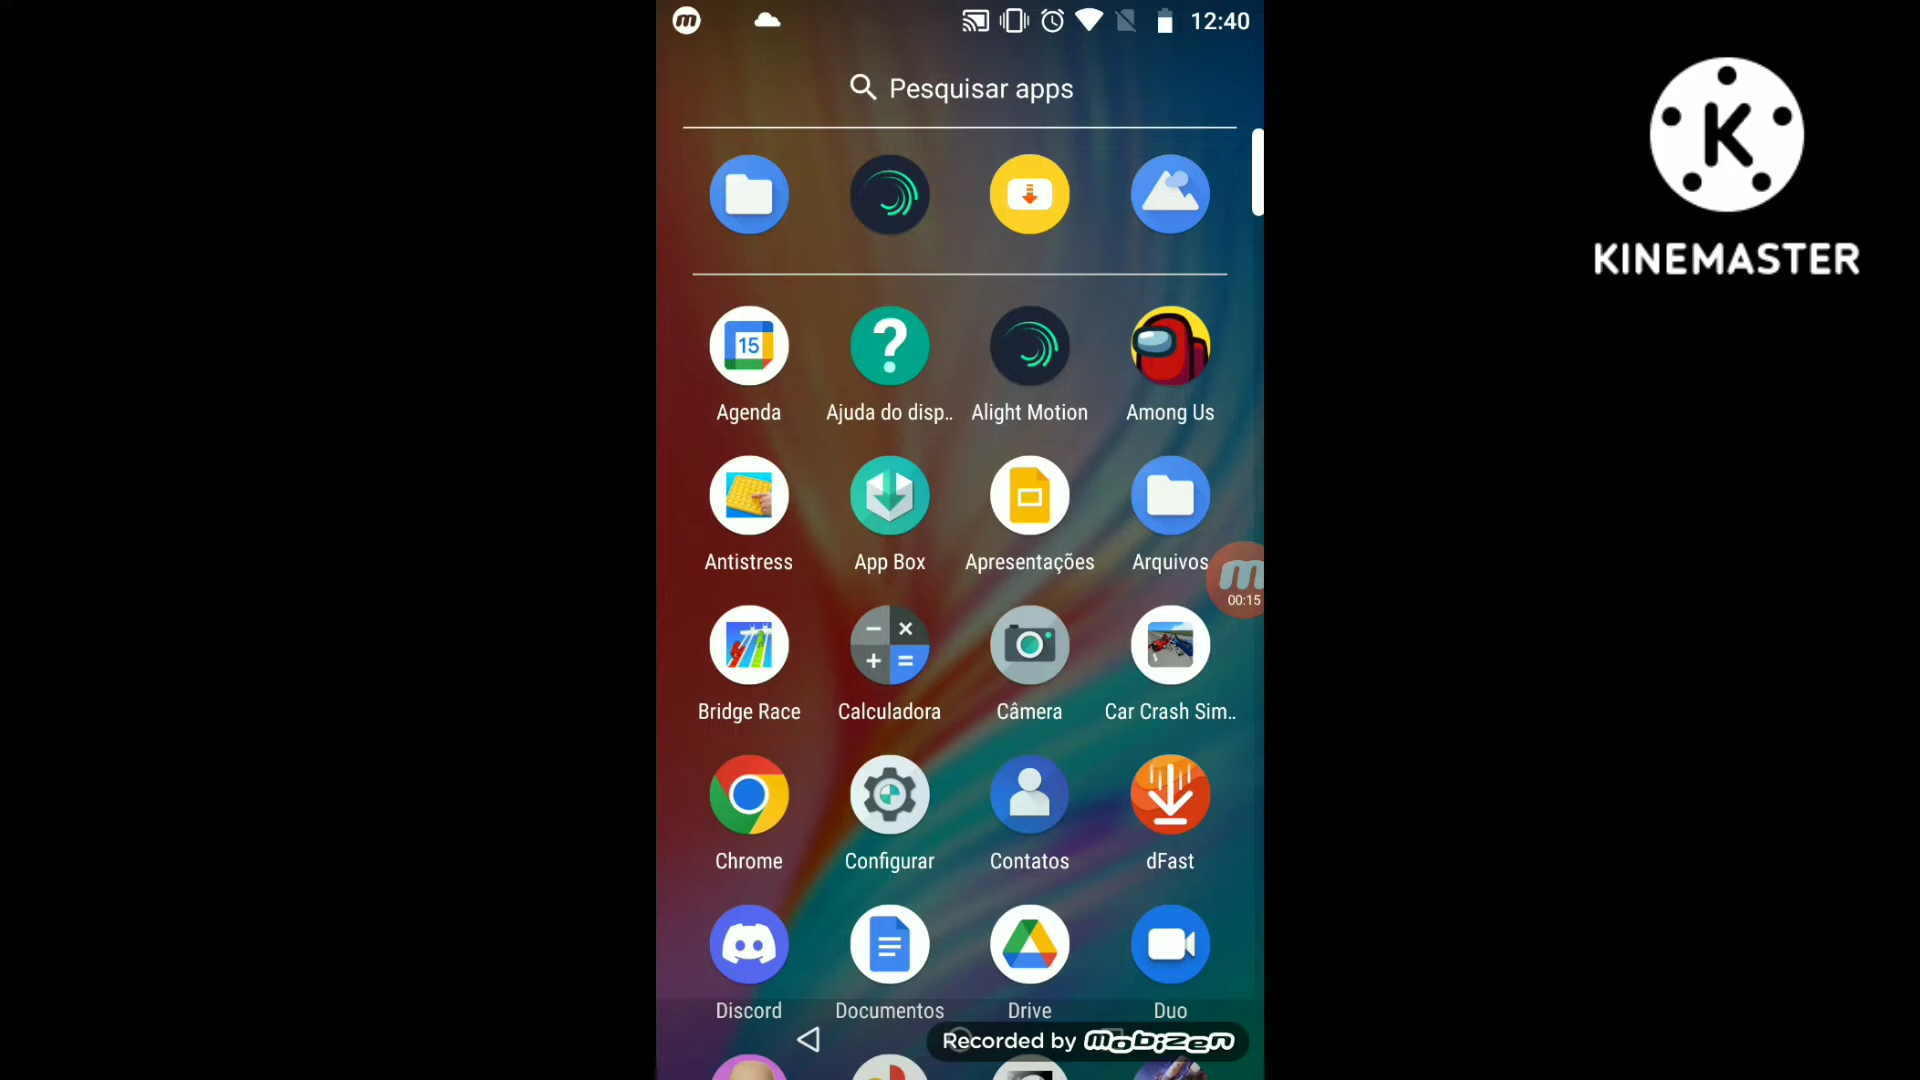 12:40
Pesquisar apps
K
KINEMASTER
15
Agenda
Ajuda do disp..
Alight Motion
Among Us
Antistress
App Box
Apresentações
Arquivos
m
00:15
Bridge Race
Calculadora
Câmera
Car Crash Sim..
Chrome
Configurar
Contatos
dFast
Discord
Documentos
Drive
Duo
Recorded by mobizen